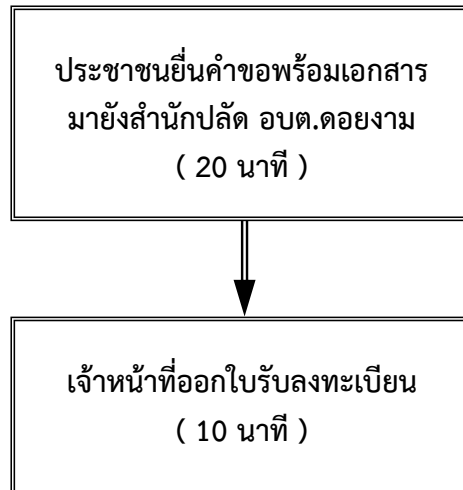 ประชาชนยื่นคำขอพร้อมเอกสาร
มายังสำนักปลัด อบต.ดอยงาม
( 20 นาที )
เจ้าหน้าที่ออกใบรับลงทะเบียน
( 10 นาที )